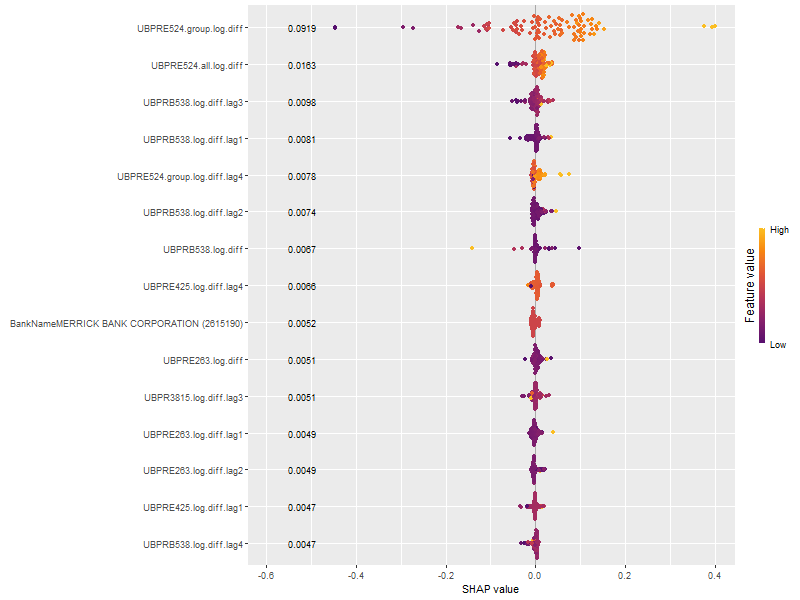 UBPRE524.group.log.diff 0.0919
UBPRE524.all.log.diff 0.0163
UBPRB538.log.diff.lag3 0.0098
UBPRB538.log.diff.lag1 0.0081
UBPRE524.group.log.diff.lag4 0.0078
UBPRB538.log.diff.lag2 0.0074
UBPRB538.log.diff 0.0067
UBPRE425.log.diff.lag4 0.0066
BankNameMERRICK BANK CORPORATION (2615190) 0.0052
UBPRE263.log.diff 0.0051
UBPR3815.log.diff.lag3 0.0051
UBPRE263.log.diff.lag1 0.0049
UBPRE263.log.diff.lag2 0.0049
UBPRE425.log.diff.lag1 0.0047
UBPRB538.log.diff.lag4 0.0047
-0.6 -0.4 -0.2 0.0 0.2 0.4
SHAP value
Feature value
High
Low